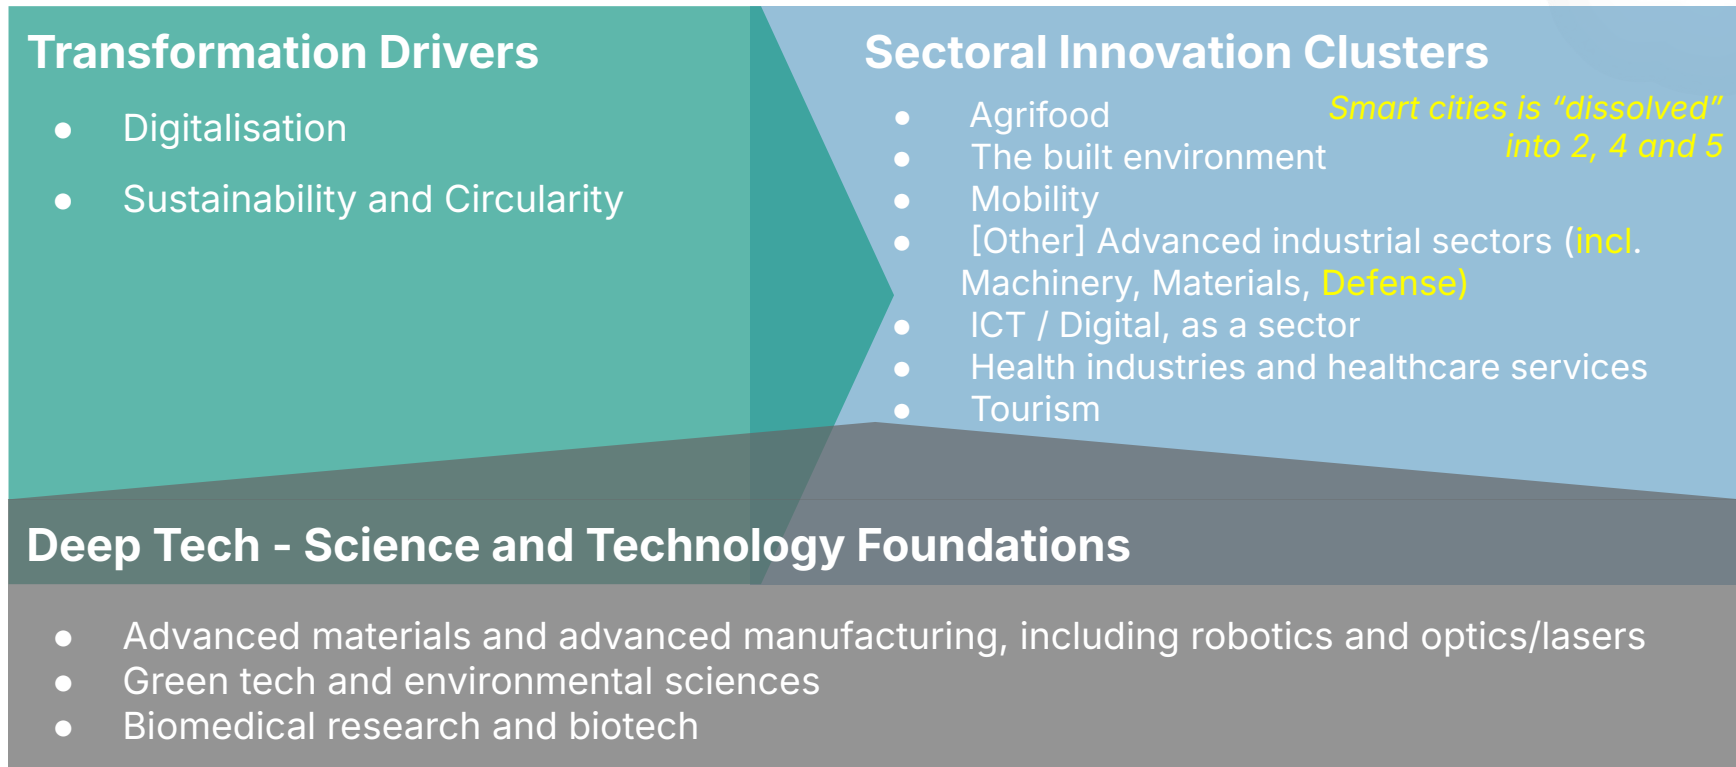 Transformation Drivers
● Digitalisation
● Sustainability and Circularity
Sectoral Innovation Clusters
Smart cities is “dissolved”
into 2, 4 and 5
● Agrifood
● The built environment
● Mobility
● [Other] Advanced industrial sectors (incl.
Machinery, Materials, Defense)
● ICT / Digital, as a sector
● Health industries and healthcare services
● Tourism
Deep Tech - Science and Technology Foundations
● Advanced materials and advanced manufacturing, including robotics and optics/lasers
● Green tech and environmental sciences
● Biomedical research and biotech